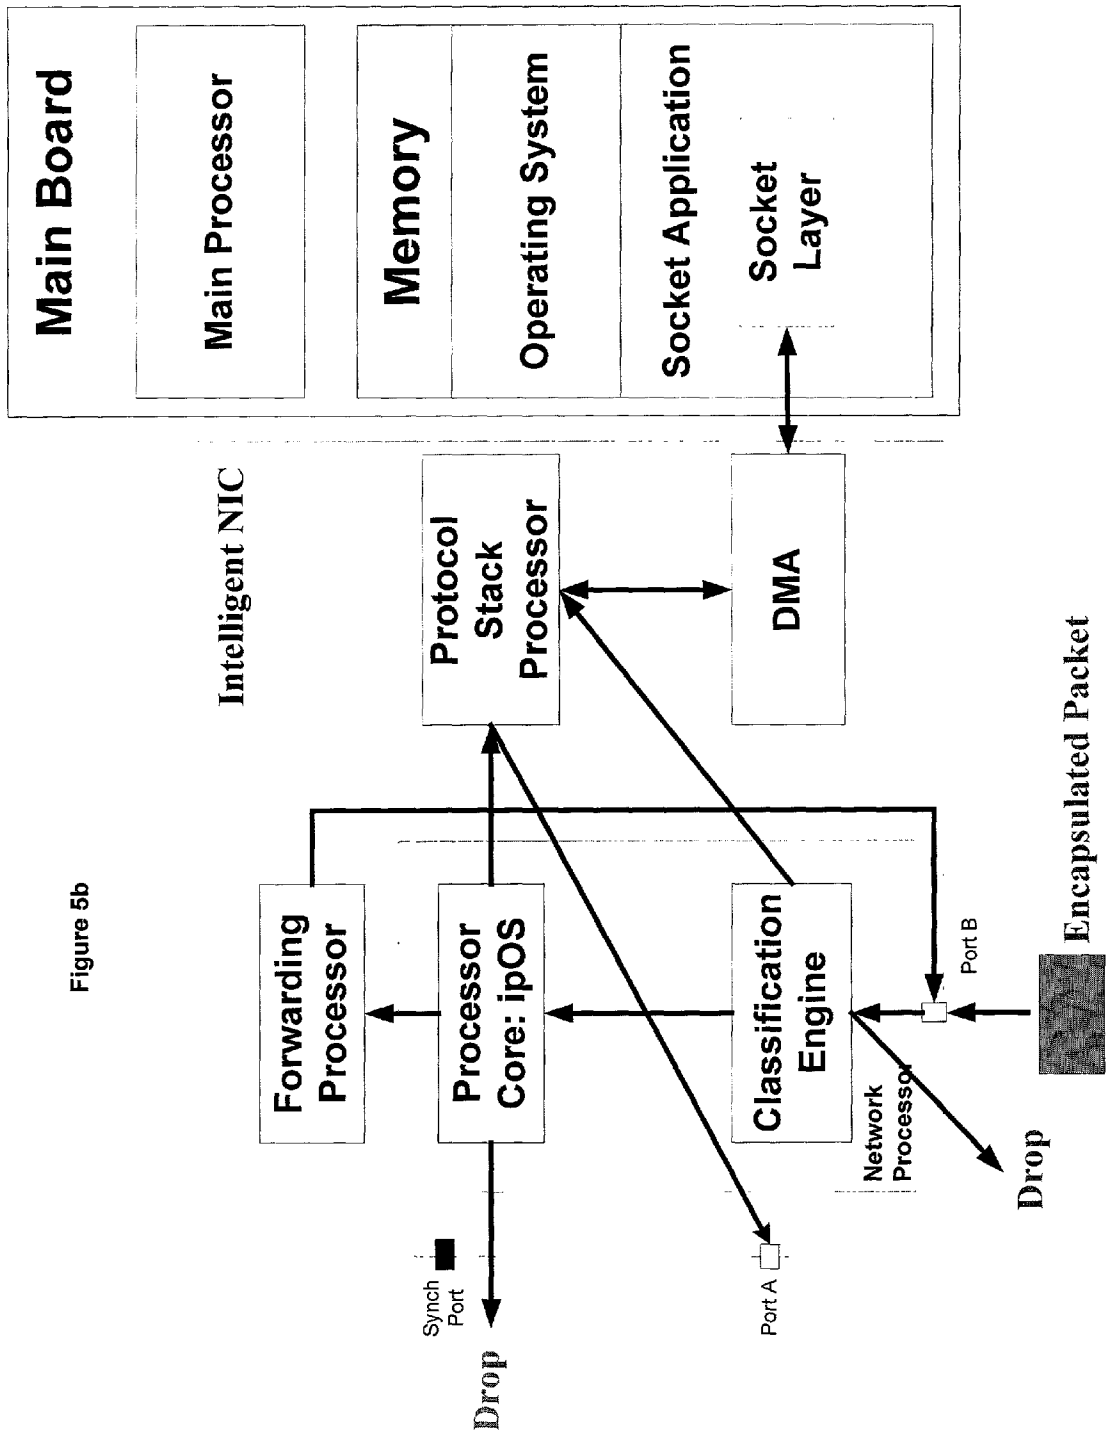 Figure 5b
Main Board
Main Processor
Memory
Operating System
Socket Application
Socket
Layer
Intelligent NIC
Protocol
Stack
Processor
DMA
Forwarding
Processor
Processor
Core: ipOS
Classification
Engine
Network
Processor
Synch
Port
Port A
Port B
Drop
Drop
Encapsulated Packet